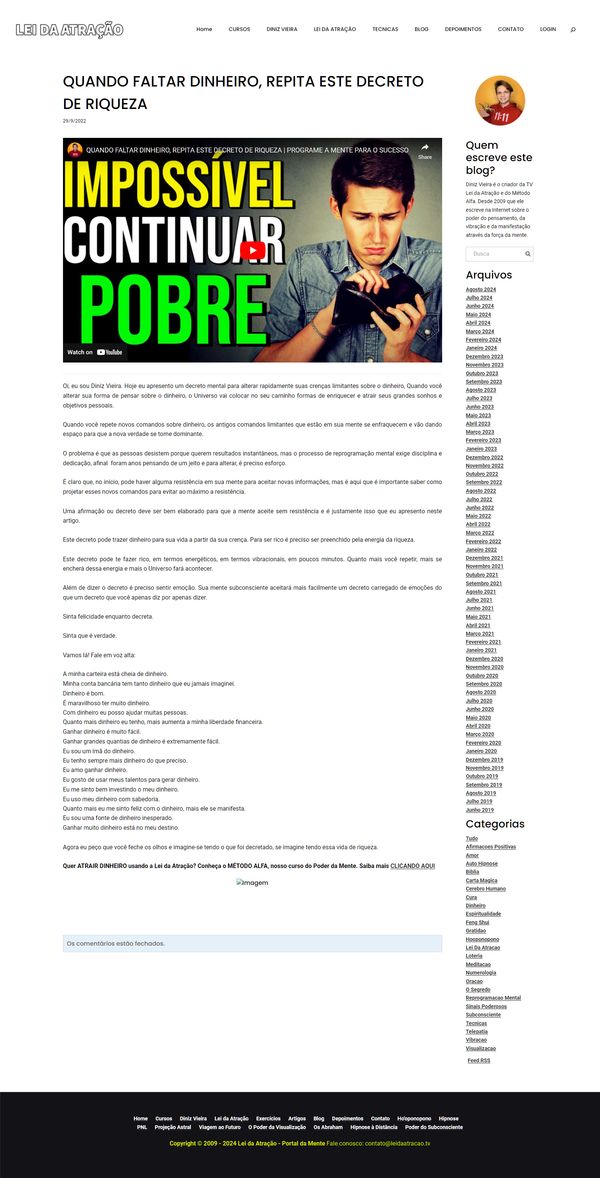 LEI DA ATRAÇÃO
Home CURSOS DINIZ VIEIRA LEI DA ATRAÇÃO TECNICAS BLOG DEPOIMENTOS CONTATO LOGIN
QUANDO FALTAR DINHEIRO, REPITA ESTE DECRETO
DE RIQUEZA
29/9/2022
QUANDO FALTAR DINHEIRO, REPITA ESTE DECRETO DE RIQUEZA | PROGRAME A MENTE PARA O SUCESSO
Share
IMPOSSÍVEL
CONTINUAR
POBRE
Watch on YouTube
Oi, eu sou Diniz Vieira. Hoje eu apresento um decreto mental para alterar rapidamente suas crenças limitantes sobre o dinheiro, Quando você
alterar sua forma de pensar sobre o dinheiro, o Universo vai colocar no seu caminho formas de enriquecer e atrair seus grandes sonhos e
objetivos pessoais.
Quando você repete novos comandos sobre dinheiro, os artigos comandos limitantes que estão em sua mente se enfraquecem e vão dando
espaço para que a nova verdade se torne dominante.
O problema é que as pessoas desistem porque querem resultados instantâneos, mas o processo de reprogramação mental exige disciplina e
dedicação, afinal foram anos pensando de um jeito e para alterar, é preciso esforço.
É claro que, no início, pode haver alguma resistência em sua mente para aceitar novas informações, mas é aqui que é importante saber como
projetar esses novos comandos para evitar ao máximo a resistência.
Uma afirmação ou decreto deve ser bem elaborado para que a mente aceite sem resistência e é justamente isso que eu apresento neste
artigo.
Este decreto pode trazer dinheiro para sua vida a partir da sua crença. Para ser rico é preciso ser preenchido pela energia da riqueza.
Este decreto pode te fazer rico, em termos energéticos, em termos vibracionais, em poucos minutos. Quanto mais você repetir, mais se
encherá dessa energia e mais o Universo fará acontecer.
Além de dizer o decreto é preciso sentir emoção. Sua mente subconsciente aceitará mais facilmente um decreto carregado de emoções do
que um decreto que você apenas diz por apenas dizer.
Sinta felicidade enquanto decreta.
Sinta que é verdade.
Vamos lá! Fale em voz alta:
A minha carteira está cheia de dinheiro.
Minha conta bancária tem tanto dinheiro que eu jamais imaginei.
Dinheiro é bom.
É maravilhoso ter muito dinheiro.
Com dinheiro eu posso ajudar muitas pessoas.
Quanto mais dinheiro eu tenho, mais aumenta a minha liberdade financeira.
Ganhar dinheiro é muito fácil.
Ganhar grandes quantias de dinheiro é extremamente fácil.
Eu sou um imã do dinheiro.
Eu tenho sempre mais dinheiro do que preciso.
Eu amo ganhar dinheiro.
Eu gosto de usar meus talentos para gerar dinheiro.
Eu me sinto bem investindo o meu dinheiro.
Eu uso meu dinheiro com sabedoria.
Quanto mais eu me sinto feliz com o dinheiro, mais ele se manifesta.
Eu sou uma fonte de dinheiro inesperado.
Ganhar muito dinheiro está no meu destino.
Agora eu peço que você feche os olhos e imagine-se tendo o que foi decretado, se imagine tendo essa vida de riqueza.
Quer ATRAIR DINHEIRO usando a Lei da Atração? Conheça o MÉTODO ALFA, nosso curso do Poder da Mente. Saiba mais CLICANDO AQUI
Imagem
Os comentários estão fechados.
11:11
Quem
escreve este
blog?
Diniz Vieira é o criador da TV
Lei da Atração e do Método
Alfa. Desde 2009 que ele
escreve na Internet sobre o
poder do pensamento, da
vibração e da manifestação
através da força da mente.
Busca
Arquivos
Agosto 2024
Julho 2024
Junho 2024
Maio 2024
Abril 2024
Março 2024
Fevereiro 2024
Janeiro 2024
Dezembro 2023
Novembro 2023
Outubro 2023
Setembro 2023
Agosto 2023
Julho 2023
Junho 2023
Maio 2023
Abril 2023
Março 2023
Fevereiro 2023
Janeiro 2023
Dezembro 2022
Novembro 2022
Outubro 2022
Setembro 2022
Agosto 2022
Julho 2022
Junho 2022
Maio 2022
Abril 2022
Março 2022
Fevereiro 2022
Janeiro 2022
Dezembro 2021
Novembro 2021
Outubro 2021
Setembro 2021
Agosto 2021
Julho 2021
Junho 2021
Maio 2021
Abril 2021
Março 2021
Fevereiro 2021
Janeiro 2021
Dezembro 2020
Novembro 2020
Outubro 2020
Setembro 2020
Agosto 2020
Julho 2020
Junho 2020
Maio 2020
Abril 2020
Março 2020
Fevereiro 2020
Janeiro 2020
Dezembro 2019
Novembro 2019
Outubro 2019
Setembro 2019
Agosto 2019
Julho 2019
Junho 2019
Categorias
Tudo
Afirmacoes Positivas
Amor
Auto Hipnose
Biblia
Carta Magica
Cerebro Humano
Cura
Dinheiro
Espiritualidade
Feng Shui
Gratidao
Hooponopono
Lei Da Atracao
Loteria
Meditacao
Numerologia
Oracao
O Segredo
Reprogramacao Mental
Sinais Poderosos
Subconsciente
Tecnicas
Telepatia
Vibracao
Visualizacao
Feed RSS
Home Cursos Diniz Vieira Lei da Atração Exercícios Artigos Blog Depoimentos Contato Ho'oponopono Hipnose
PNL Projeção Astral Viagem ao Futuro O Poder da Visualização Os Abraham Hipnose à Distância Poder do Subconsciente
Copyright © 2009 - 2024 Lei da Atração - Portal da Mente Fale conosco: contato@leidaatracao.tv